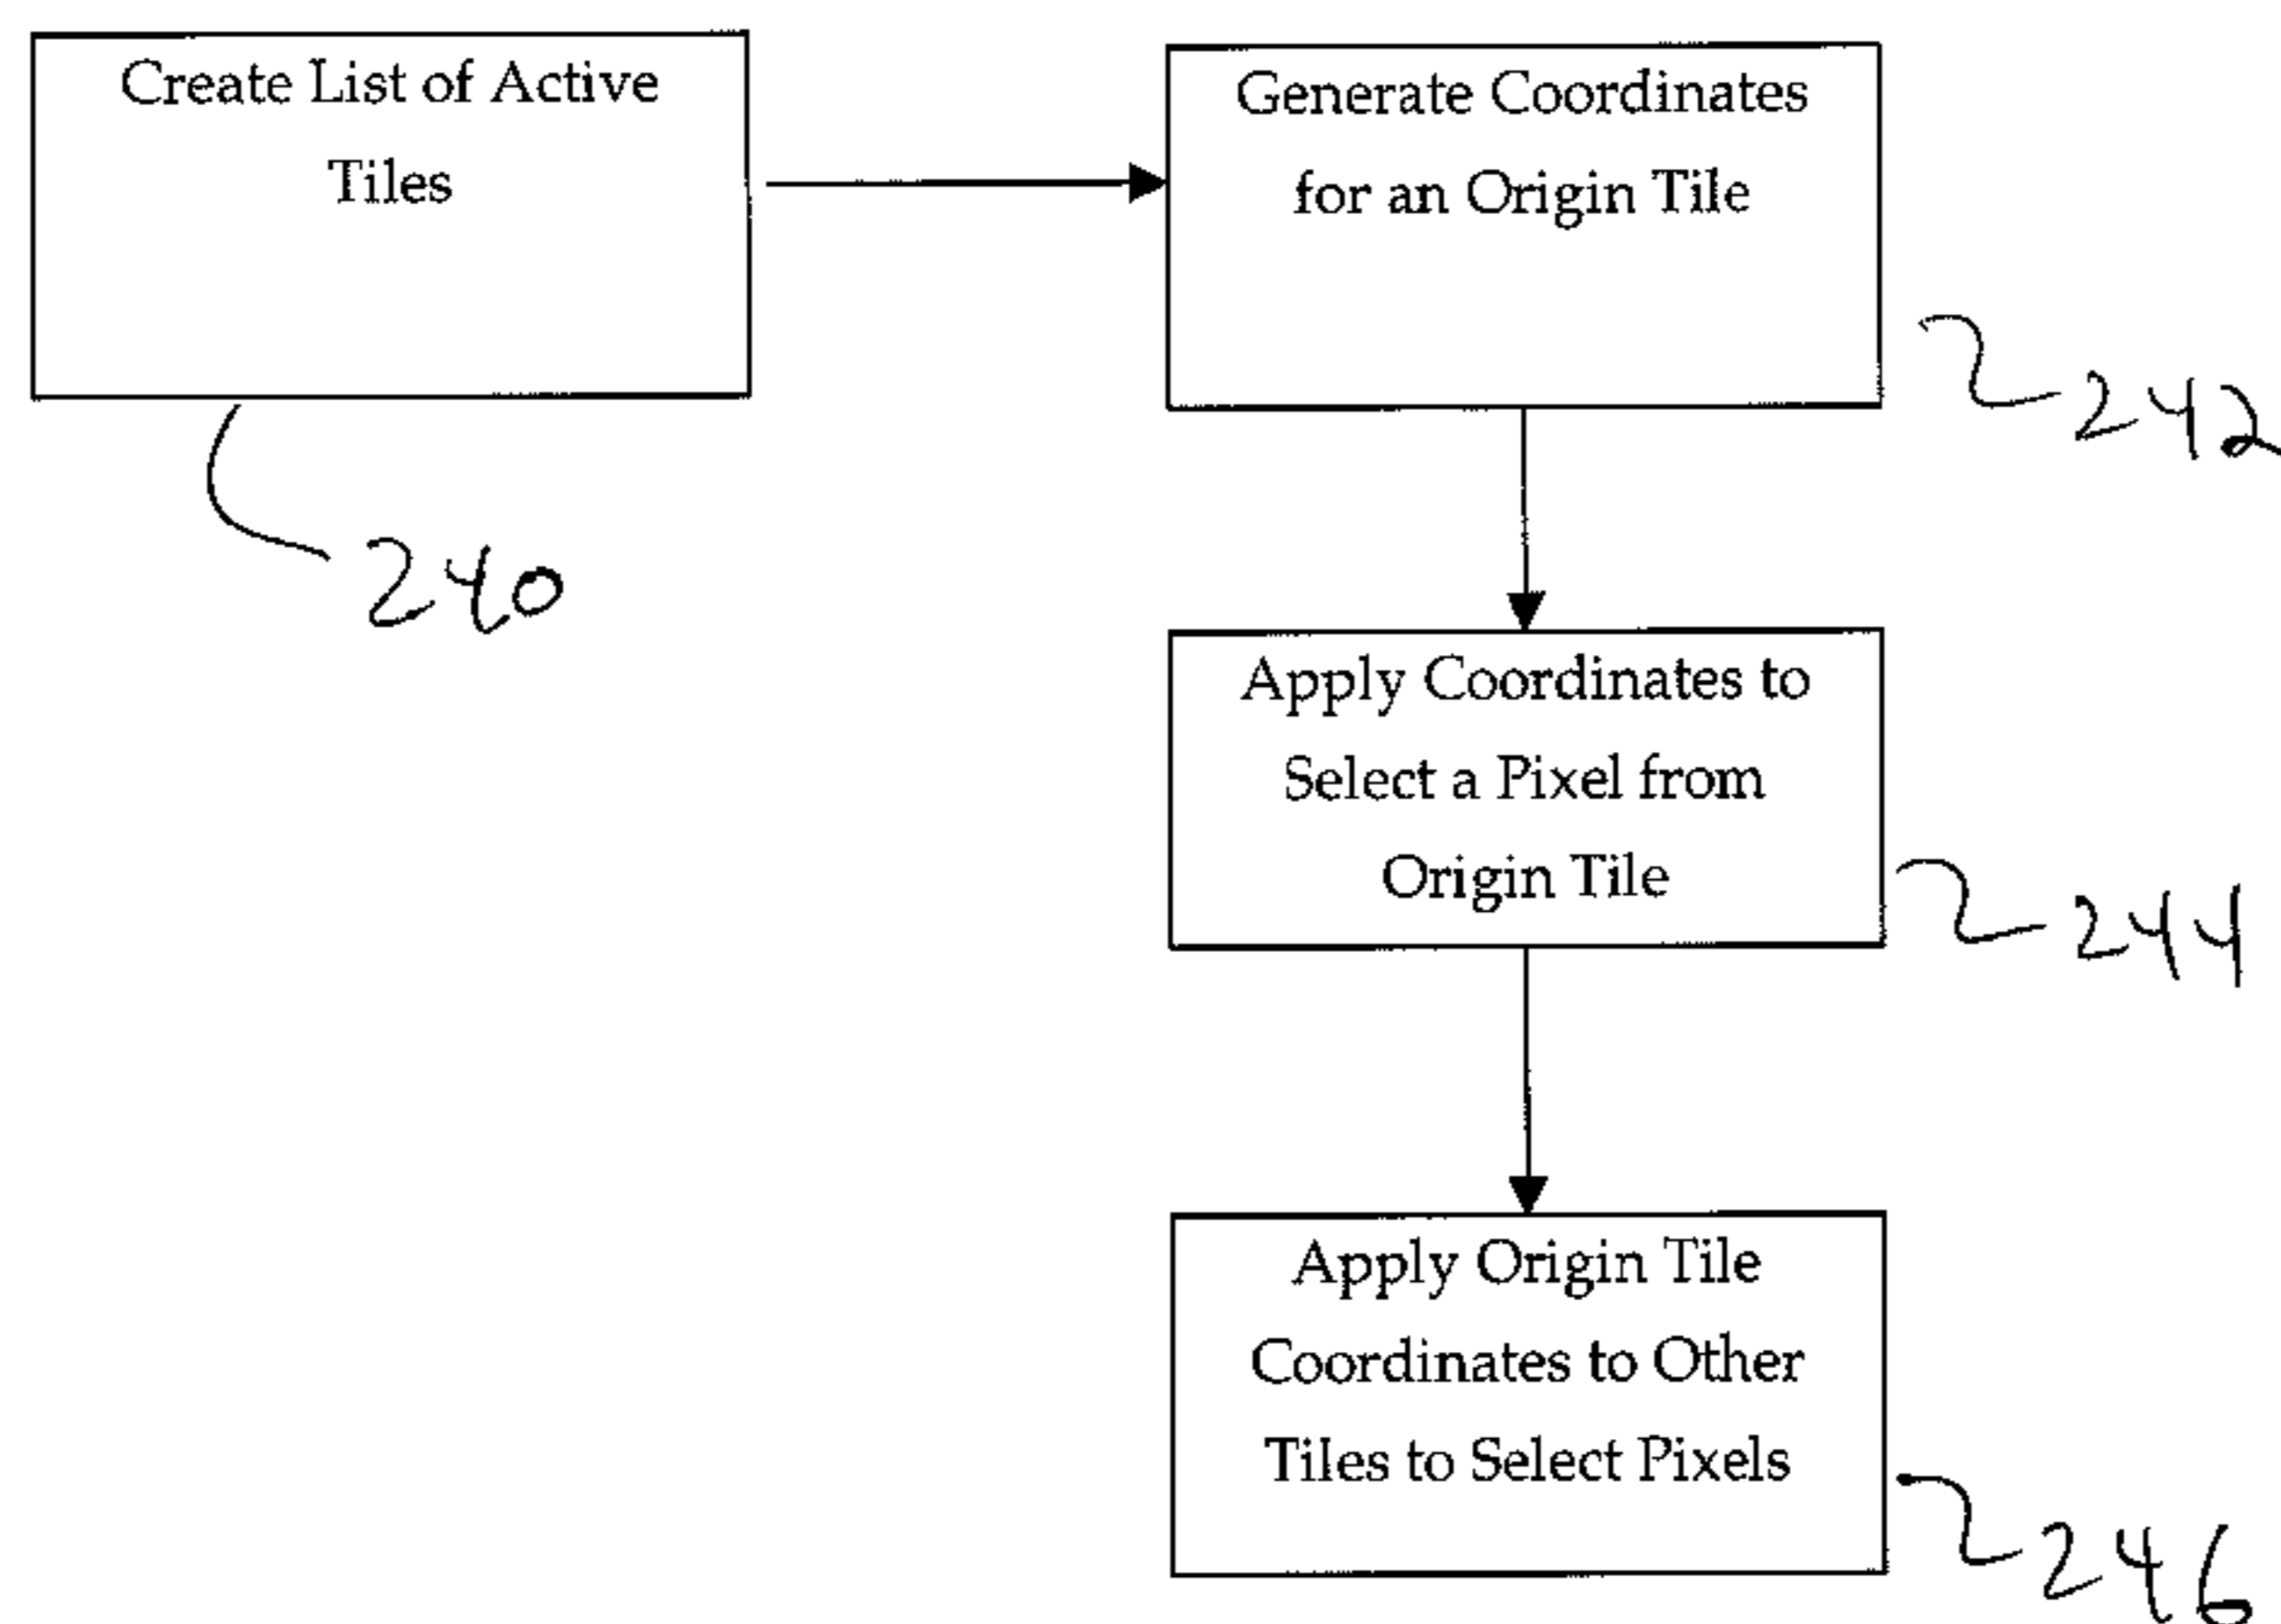 Create List of Active
Tiles
240
Generate Coordinates
for an Origin Tile
242
Apply Coordinates to
Select a Pixel from
Origin Tile
244
Apply Origin Tile
Coordinates to Other
Tiles to Select Pixels
246